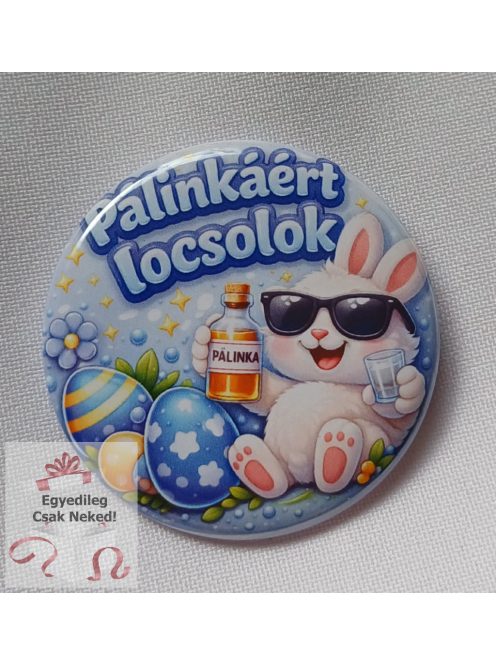 Pálinkáért
locsolok
PÁLINKA
Egyedileg
Csak Neked!